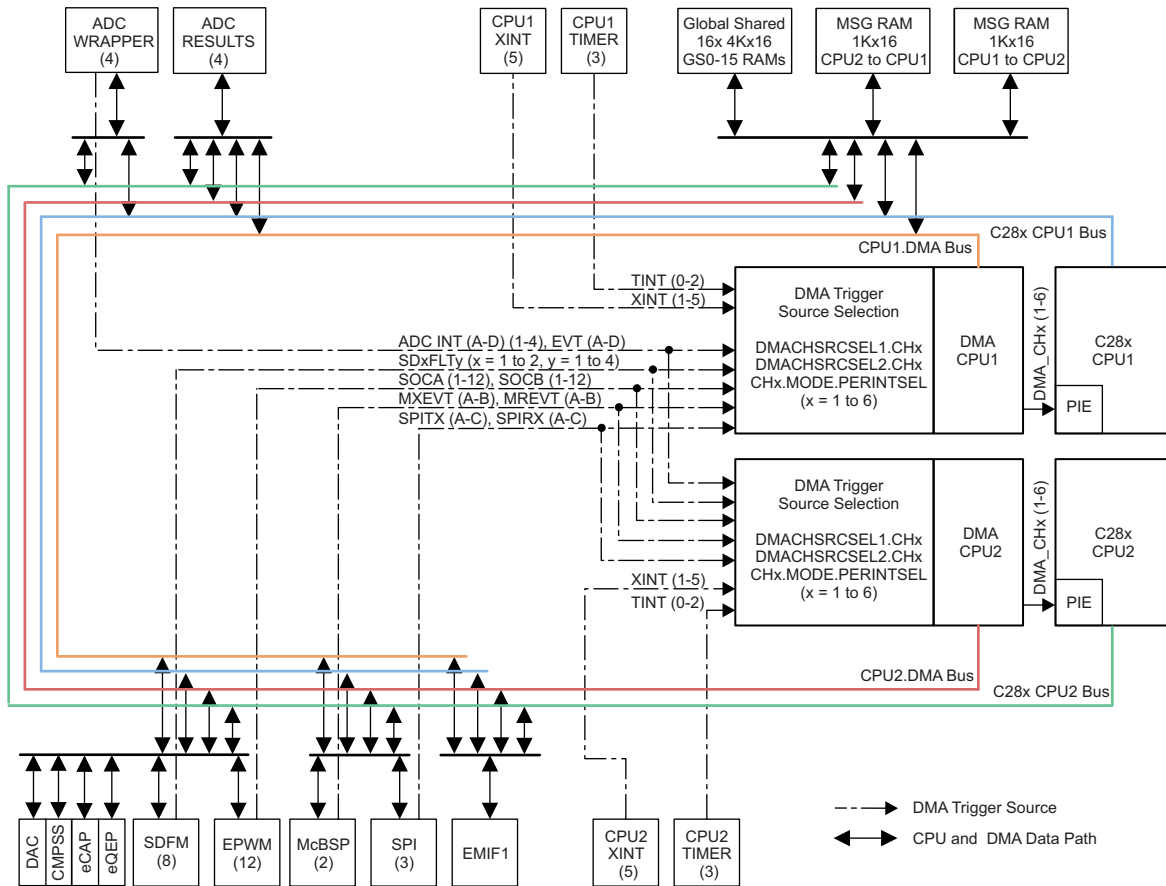 ADC
WRAPPER
(4)
ADC
RESULTS
(4)
CPU1
XINT
(5)
CPU1
TIMER
(3)
Global Shared
16x 4Kx16
GS0-15 RAMs
MSG RAM
1Kx16
CPU2 to CPU1
MSG RAM
1Kx16
CPU1 to CPU2
C28x CPU1 Bus
CPU1.DMA Bus
TINT (0-2)
XINT (1-5)
ADC INT (A-D) (1-4), EVT (A-D)
SDxFLTy (x = 1 to 2, y = 1 to 4)
SOCA (1-12), SOCB (1-12)
MXEVT (A-B), MREVT (A-B)
SPITX (A-C), SPIRX (A-C)
DMA Trigger
Source Selection
DMACHSRCSEL1.CHx
DMACHSRCSEL2.CHx
CHx.MODE.PERINTSEL
(x = 1 to 6)
DMA
CPU1
DMA_CHx (1-6)
C28x
CPU1
PIE
DMA Trigger
Source Selection
DMACHSRCSEL1.CHx
DMACHSRCSEL2.CHx
CHx.MODE.PERINTSEL
(x = 1 to 6)
DMA
CPU2
DMA_CHx (1-6)
C28x
CPU2
PIE
XINT (1-5)
TINT (0-2)
CPU2.DMA Bus
C28x CPU2 Bus
DAC
CMPSS
eCAP
eQEP
SDFM
(8)
EPWM
(12)
McBSP
(2)
SPI
(3)
EMIF1
CPU2
XINT
(5)
CPU2
TIMER
(3)
DMA Trigger Source
CPU and DMA Data Path